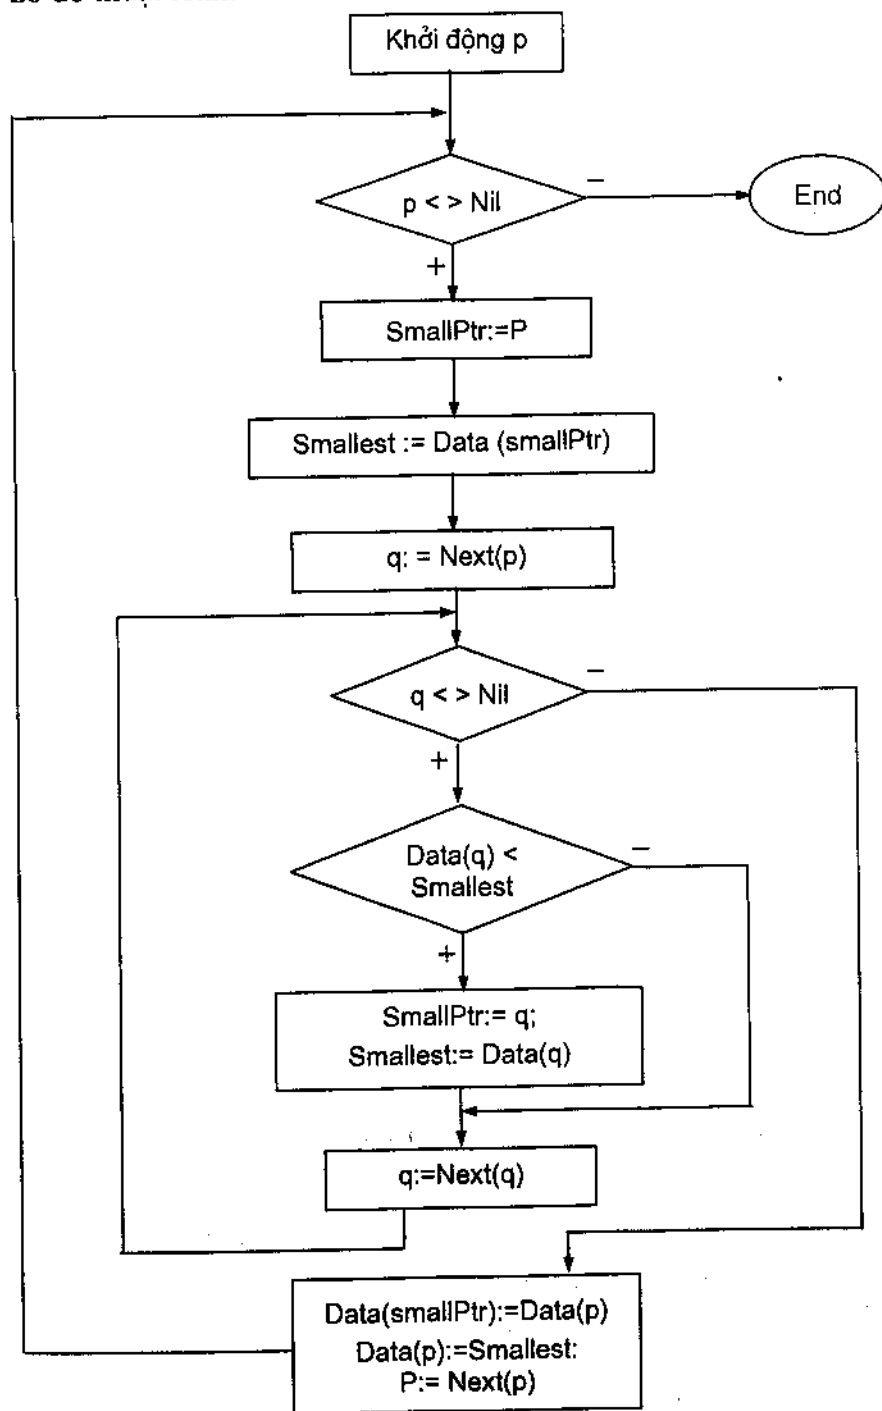 Khởi động p
p < > Nil
–
End
+
SmallPtr:=P
Smallest := Data (smallPtr)
q: = Next(p)
q < > Nil
–
+
Data(q) <
Smallest
–
+
SmallPtr:= q;
Smallest:= Data(q)
q:=Next(q)
Data(smallPtr):=Data(p)
Data(p):=Smallest:
P:= Next(p)